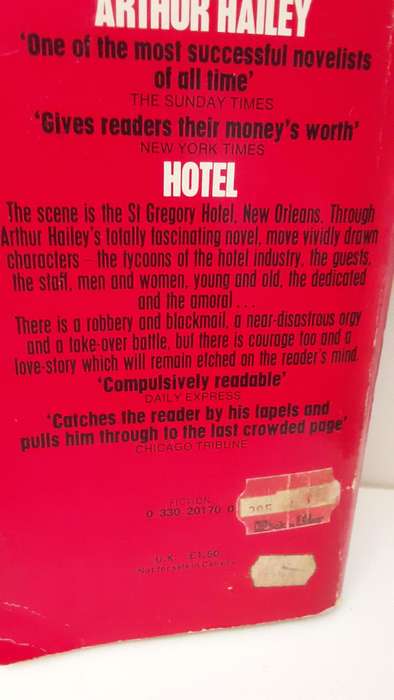 ARTHUR HAILEY
'One of the most successful novelists
of all time'
THE SUNDAY TIMES
'Gives readers their money's worth'
NEW YORK TIMES
HOTEL
The scene is the St Gregory Hotel, New Orleans. Through
Arthur Hailey's totally fascinating novel, move vividly drawn
characters – the tycoons of the hotel industry, the guests,
the staff, men and women, young and old, the dedicated
and the amoral...
There is a robbery and blackmail, a near-disastrous orgy
and a take-over battle, but there is courage too and a
love-story which will remain etched on the reader's mind.
'Compulsively readable'
DAILY EXPRESS
'Catches the reader by his lapels and
pulls him through to the last crowded page'
CHICAGO TRIBUNE
FICTION
0 330 20170 0
U.K. £1.50
Not for sale in Canada